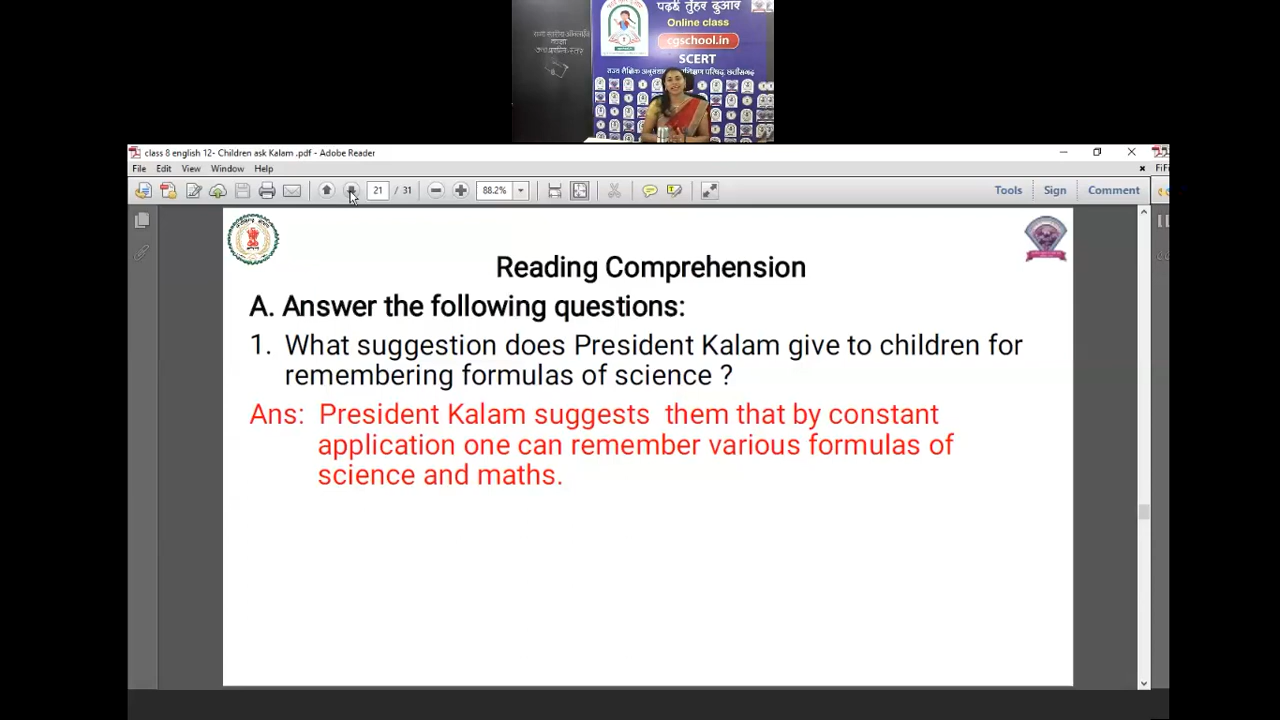 पढ़ई तुंहर दुआर
Online class
cgschool.in
SCERT
class 8 english 12- Children ask Kalam .pdf - Adobe Reader
File Edit View Window Help
21 / 31 88.2% Tools Sign Comment
Reading Comprehension
A. Answer the following questions:
1. What suggestion does President Kalam give to children for
remembering formulas of science ?
Ans: President Kalam suggests them that by constant
application one can remember various formulas of
science and maths.